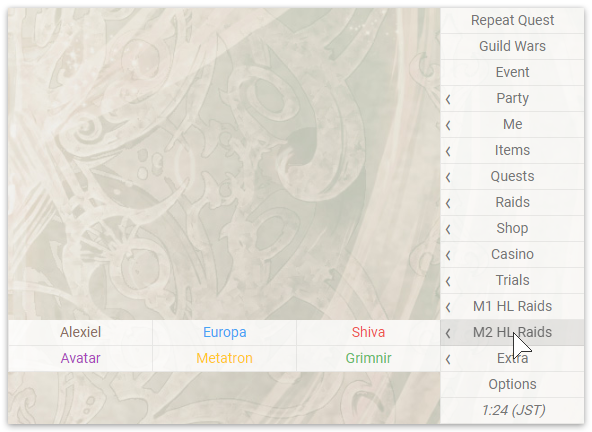 Repeat Quest
Guild Wars
Event
Party
Me
Items
Quests
Raids
Shop
Casino
Trials
M1 HL Raids
Alexiel Europa Shiva M2 HL Raids
Avatar Metatron Grimnir Extra
Options
1:24 (JST)